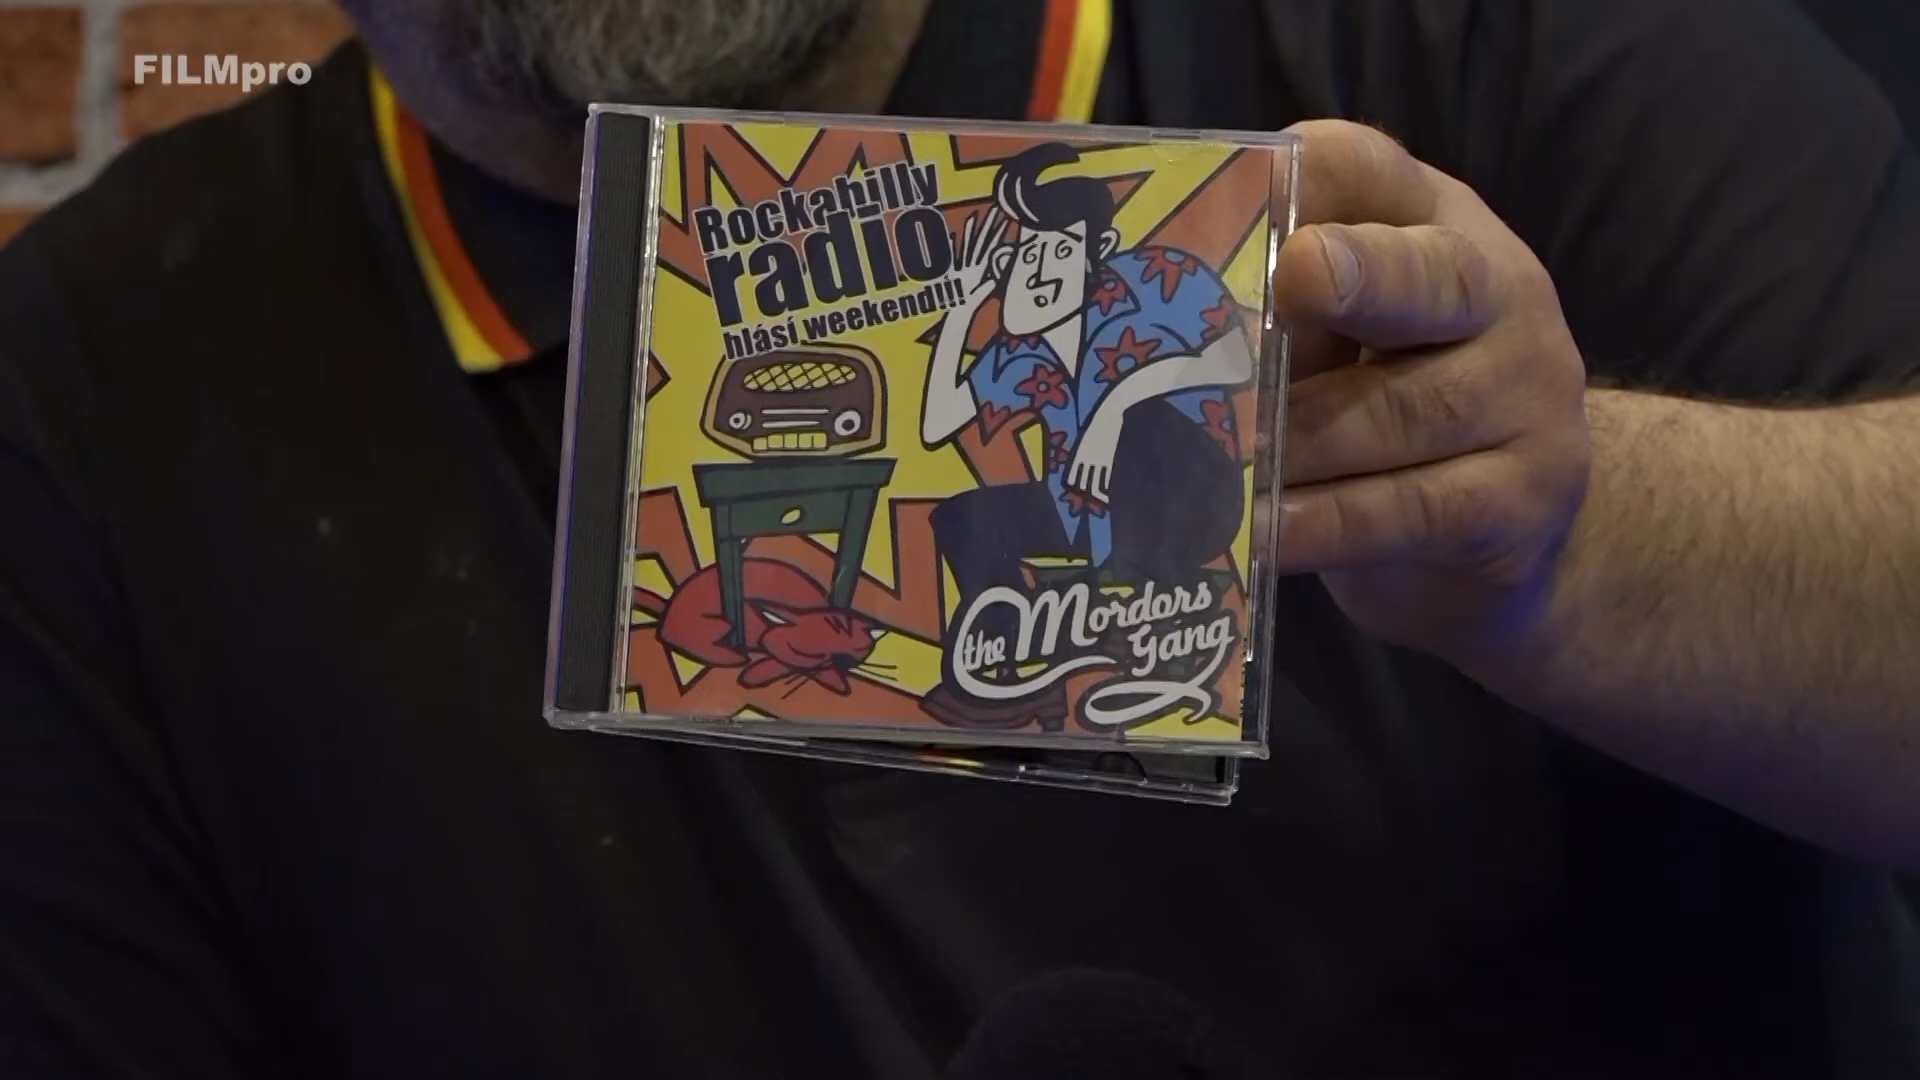 FILMpro
Rockabilly
radio
hlásí weekend!!!
the Mordors
Gang